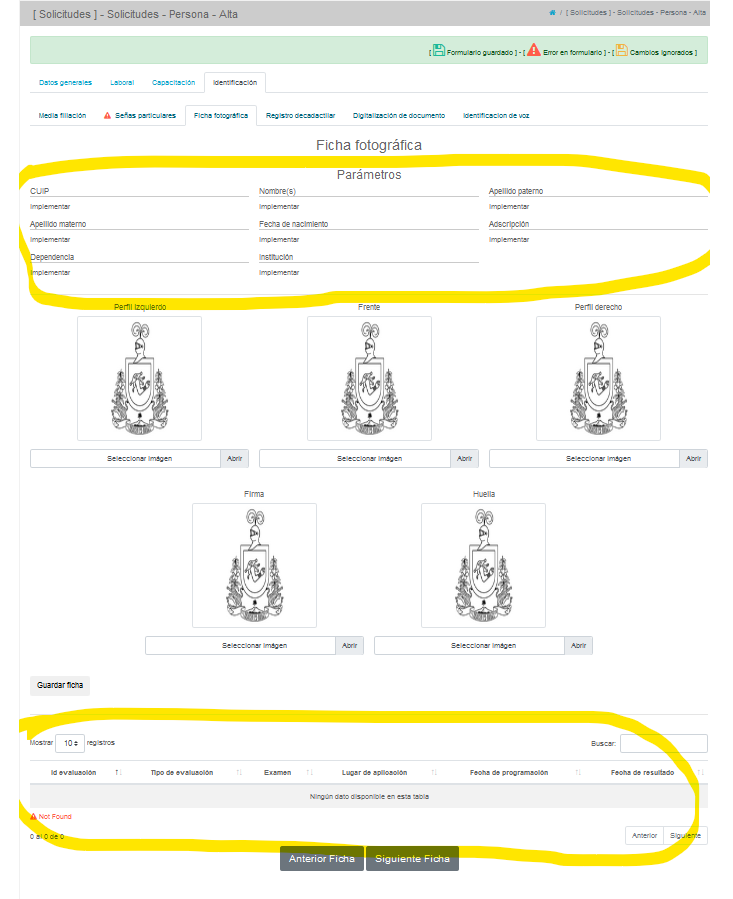 [ Solicitudes ] - Solicitudes - Persona - Alta
/ [ Solicitudes ] - Solicitudes - Persona - Alta
[ Formulario guardado ] - [ Error en formulario ] - [ Cambios ignorados ]
Datos generales Laboral Capacitación Identificación
Media filiación Señas particulares Ficha fotográfica Registro decadactilar Digitalización de documento Identificacion de voz
Ficha fotográfica
Parámetros
CUIP Nombre(s) Apellido paterno
Implementar Implementar Implementar
Apellido materno Fecha de nacimiento Adscripción
Implementar Implementar Implementar
Dependencia Institución
Implementar Implementar
Perfil izquierdo Frente Perfil derecho
Seleccionar imágen Abrir Seleccionar imágen Abrir Seleccionar imágen Abrir
Firma Huella
Seleccionar imágen Abrir Seleccionar imágen Abrir
Guardar ficha
Mostrar 10 registros Buscar:
Id evaluación Tipo de evaluación Examen Lugar de aplicación Fecha de programación Fecha de resultado
Ningún dato disponible en esta tabla
Not Found
0 al 0 de 0 Anterior Siguiente
Anterior Ficha Siguiente Ficha